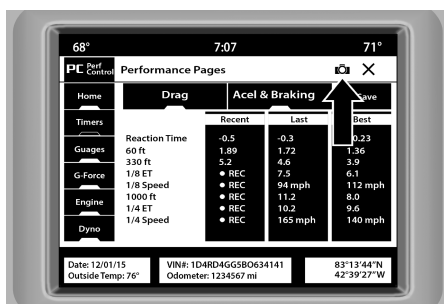 68° 7:07 71°
PC Perf Control Performance Pages
Home Drag Acel & Braking Save
Timers Recent Last Best
Reaction Time -0.5 -0.3 0.23
60 ft 1.89 1.72 1.36
Guages 330 ft 5.2 4.6 3.9
1/8 ET REC 7.5 6.1
G-Force 1/8 Speed REC 94 mph 112 mph
1000 ft REC 11.2 8.0
Engine 1/4 ET REC 10.2 9.6
1/4 Speed REC 165 mph 140 mph
Dyno
Date: 12/01/15 VIN#: 1D4RD4GG5BO634141 83°13'44"N
Outside Temp: 76° Odometer: 1234567 mi 42°39'27"W